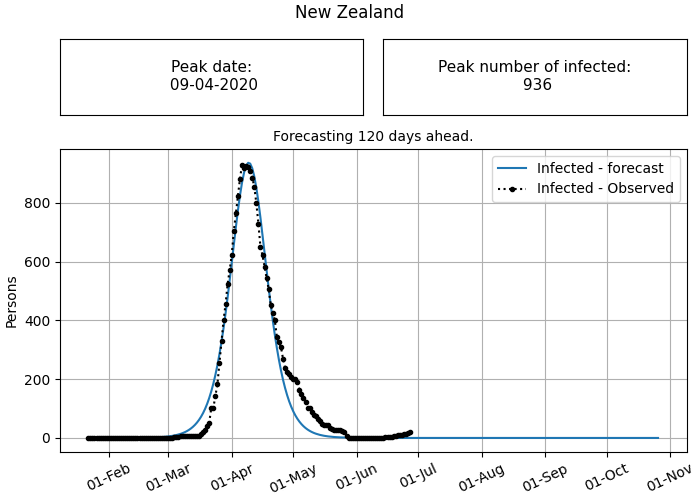 New Zealand
Peak date:
09-04-2020
Peak number of infected:
936
Forecasting 120 days ahead.
Infected - forecast
Infected - Observed
Persons
800
600
400
200
0
01-Feb
01-Mar
01-Apr
01-May
01-Jun
01-Jul
01-Aug
01-Sep
01-Oct
01-Nov